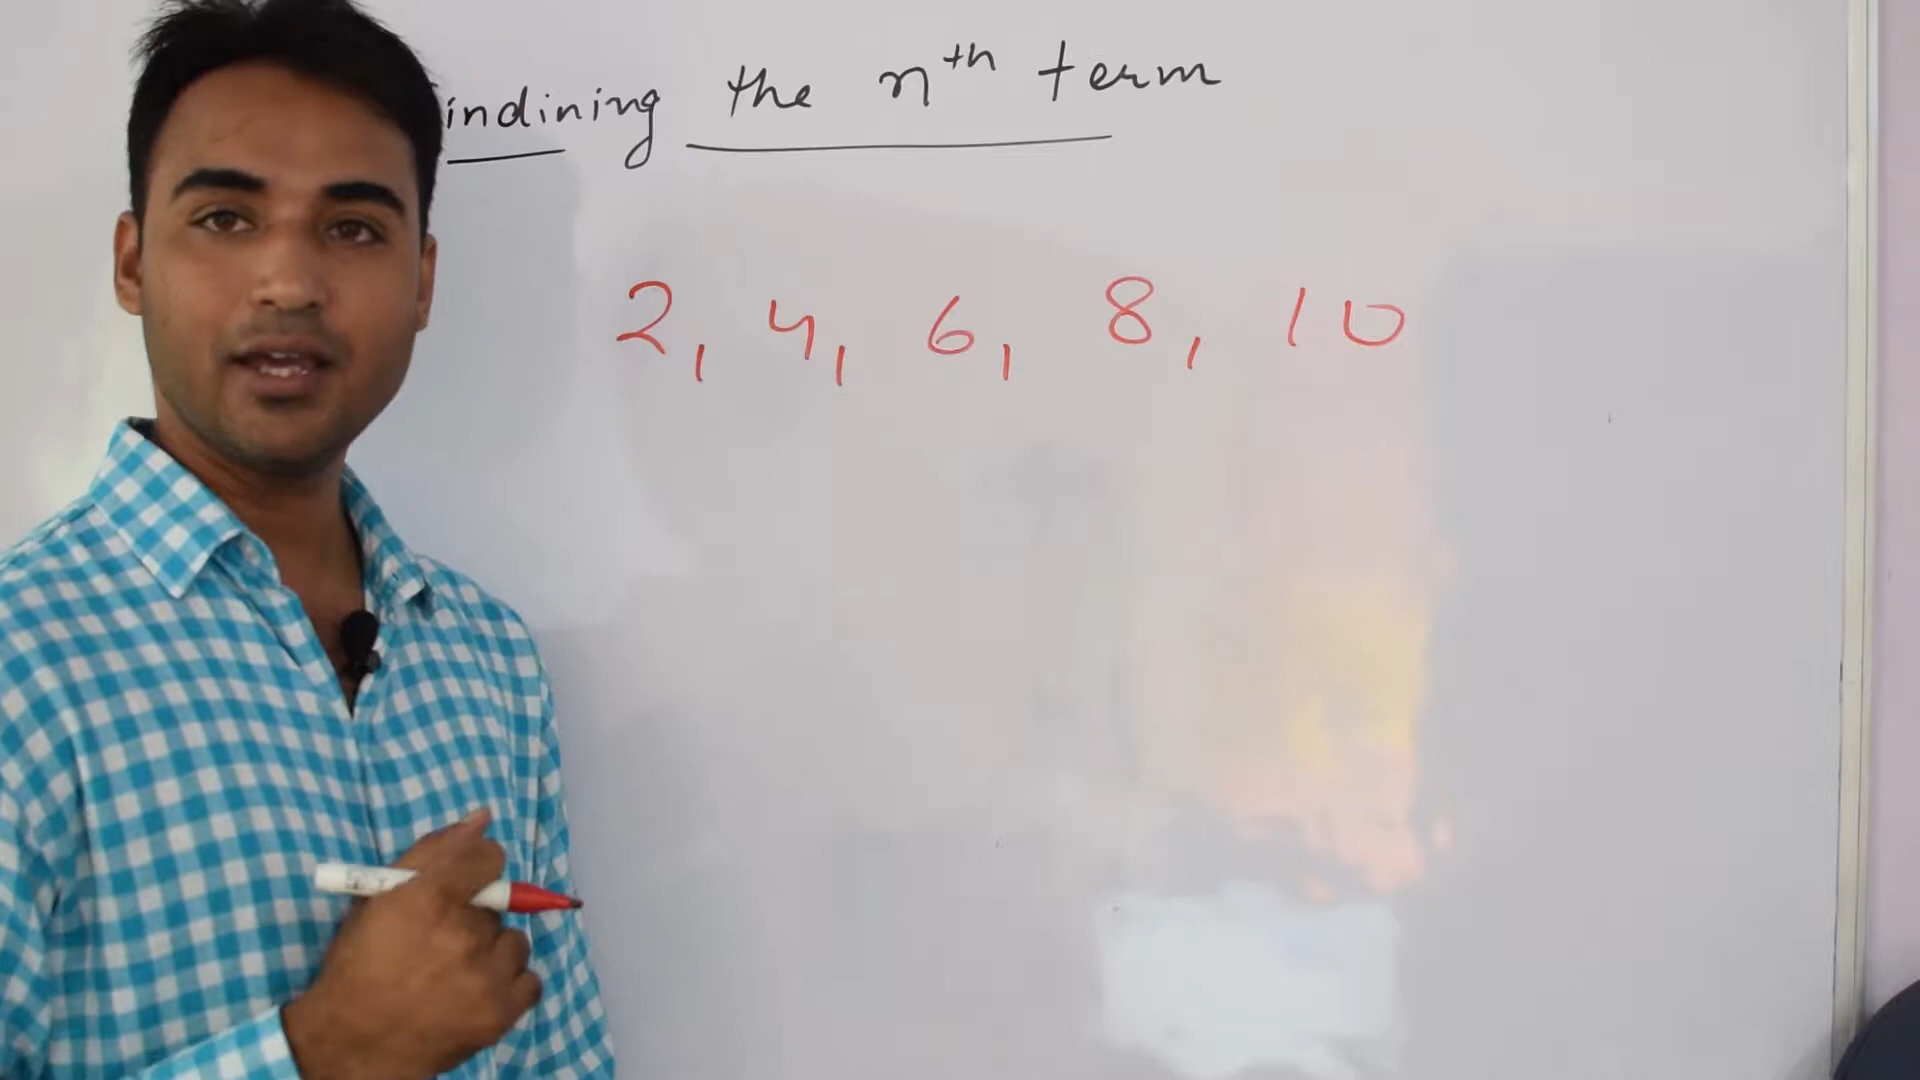 indining the nth term
2, 4, 6, 8, 10